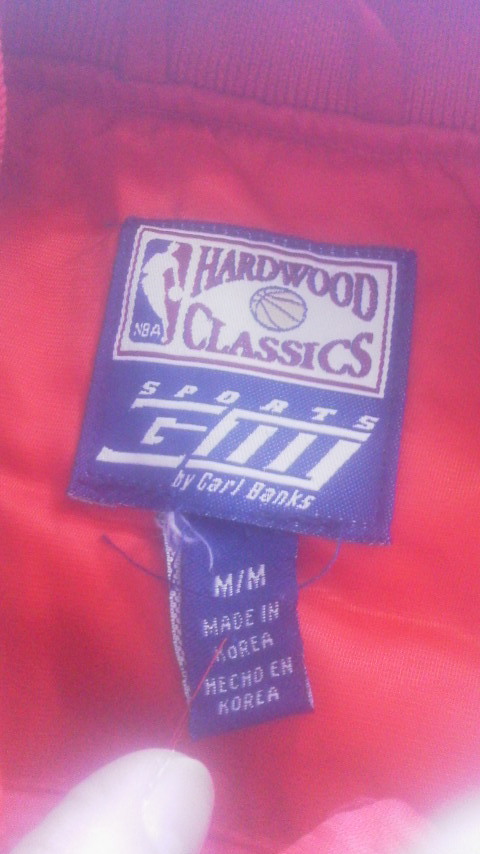 HARDWOOD
NBA
CLASSICS
SPORTS
G-III
by Carl Banks
M/M
MADE IN
KOREA
HECHO EN
KOREA